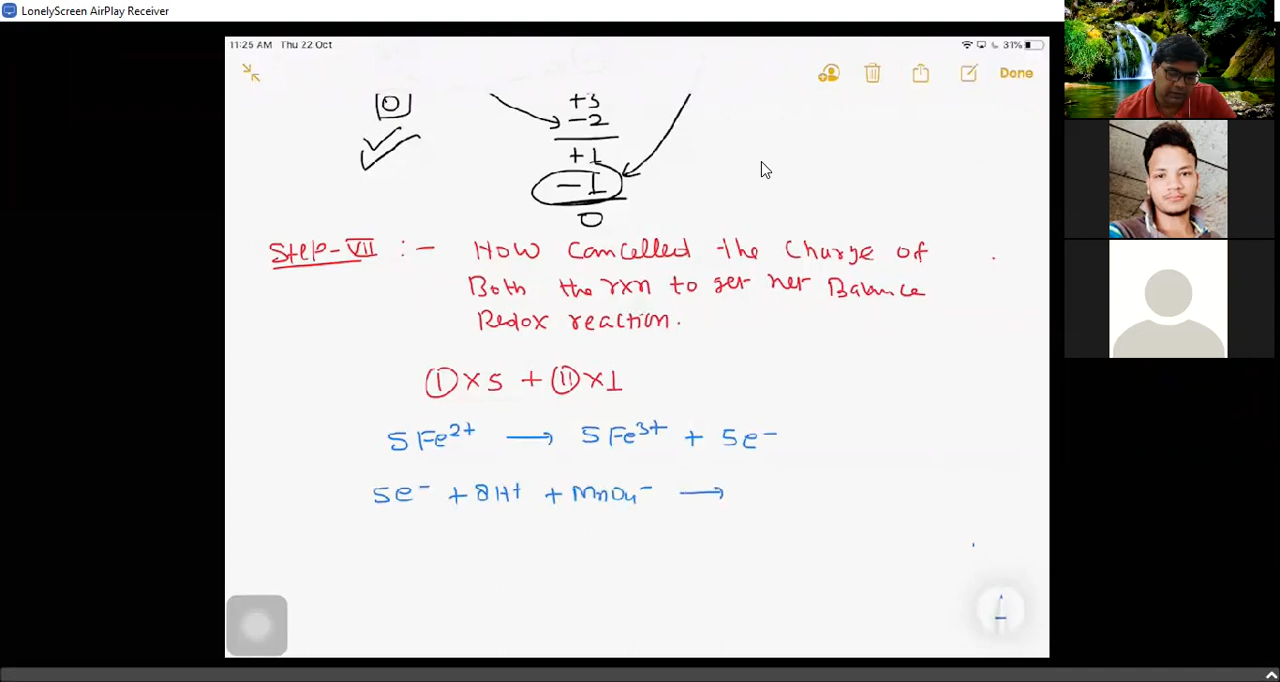 LonelyScreen AirPlay Receiver
11:25 AM Thu 22 Oct
31%
Done
0
+3
-2
+1
-1
0
Step-VII :- How Cancelled the Charge of
Both the rxn to get net Balance
Redox reaction.
Ⓘ×5 + Ⓘⓘ×1
5Fe²⁺ → 5Fe³⁺ + 5e⁻
5e⁻ + 8H⁺ + MnO₄⁻ →